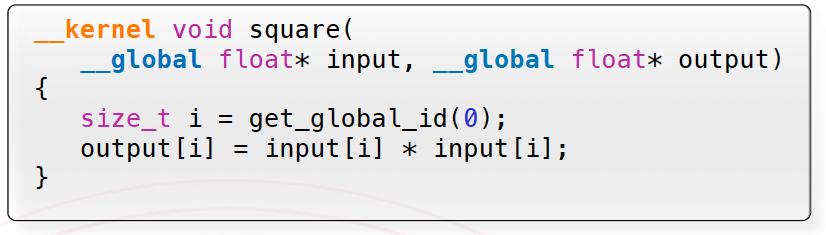 __kernel void square(
   __global float* input, __global float* output)
{
   size_t i = get_global_id(0);
   output[i] = input[i] * input[i];
}